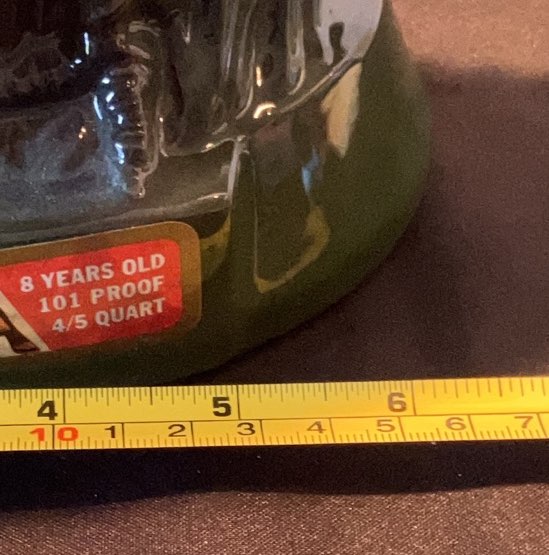 8 YEARS OLD
101 PROOF
4/5 QUART
4 5 6
10 1 2 3 4 5 6 7